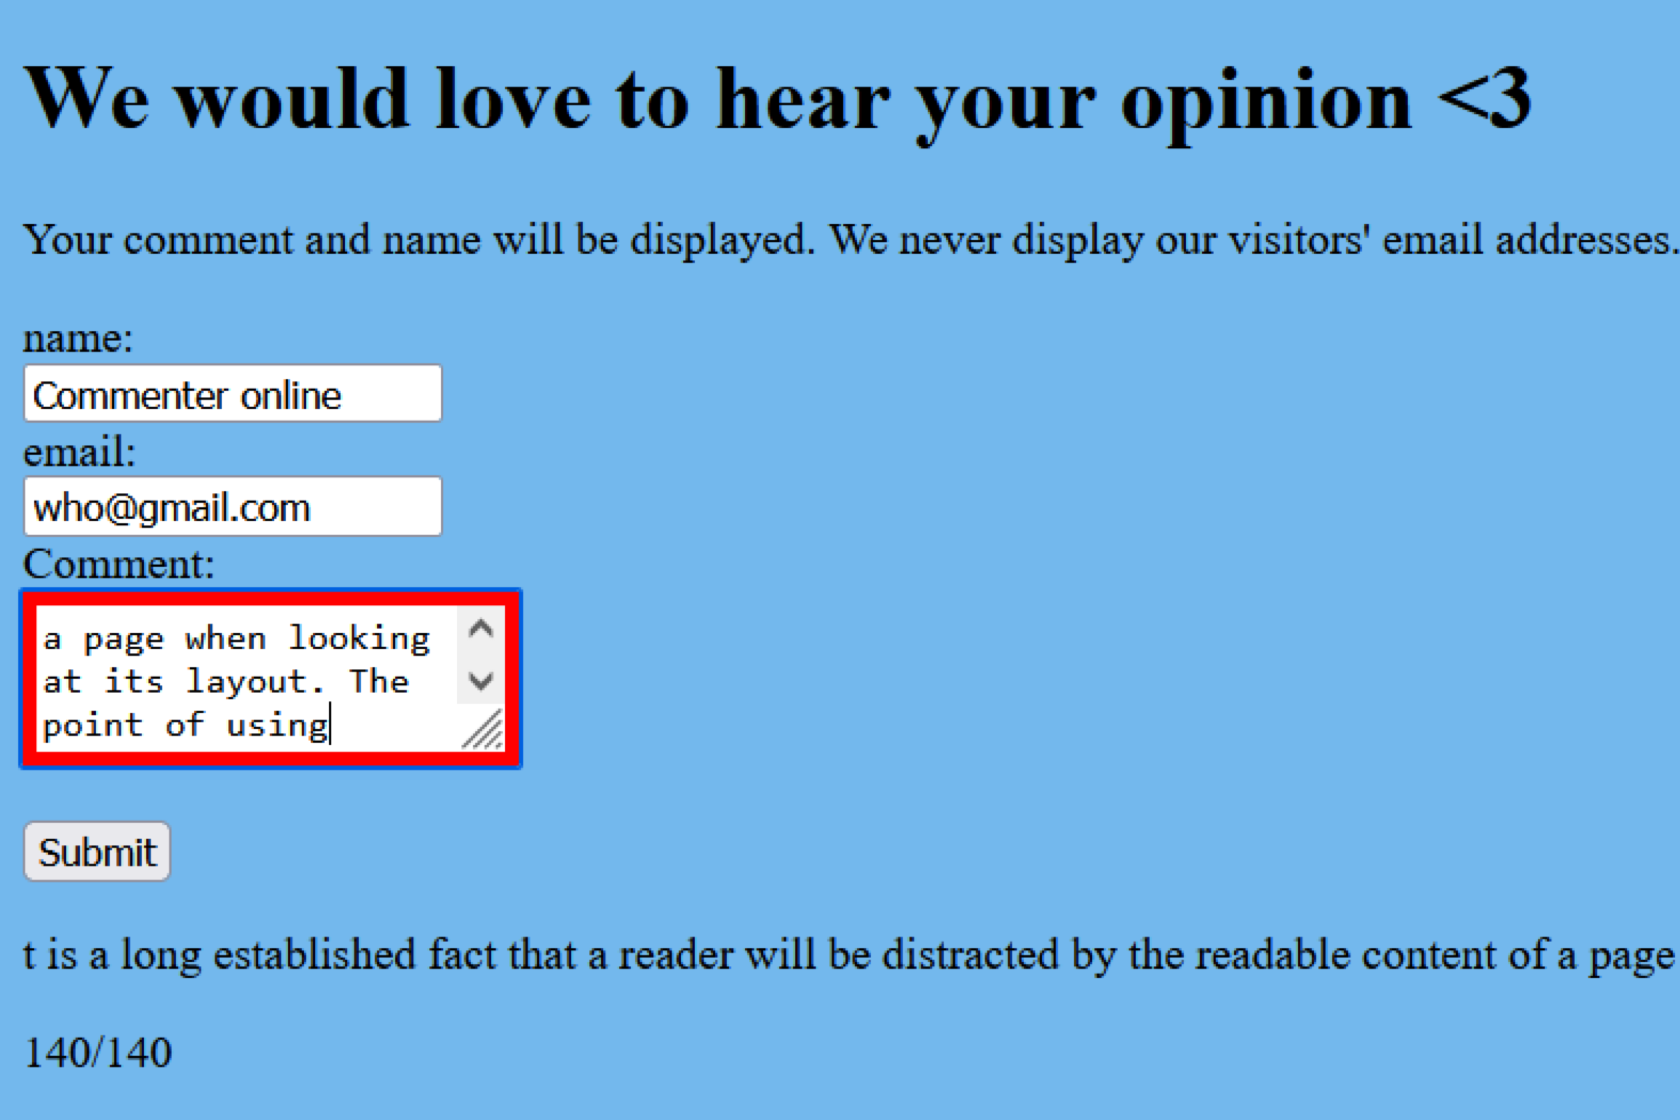 We would love to hear your opinion <3
Your comment and name will be displayed. We never display our visitors' email addresses.
name:
Commenter online
email:
who@gmail.com
Comment:
a page when looking
at its layout. The
point of using
Submit
t is a long established fact that a reader will be distracted by the readable content of a page
140/140